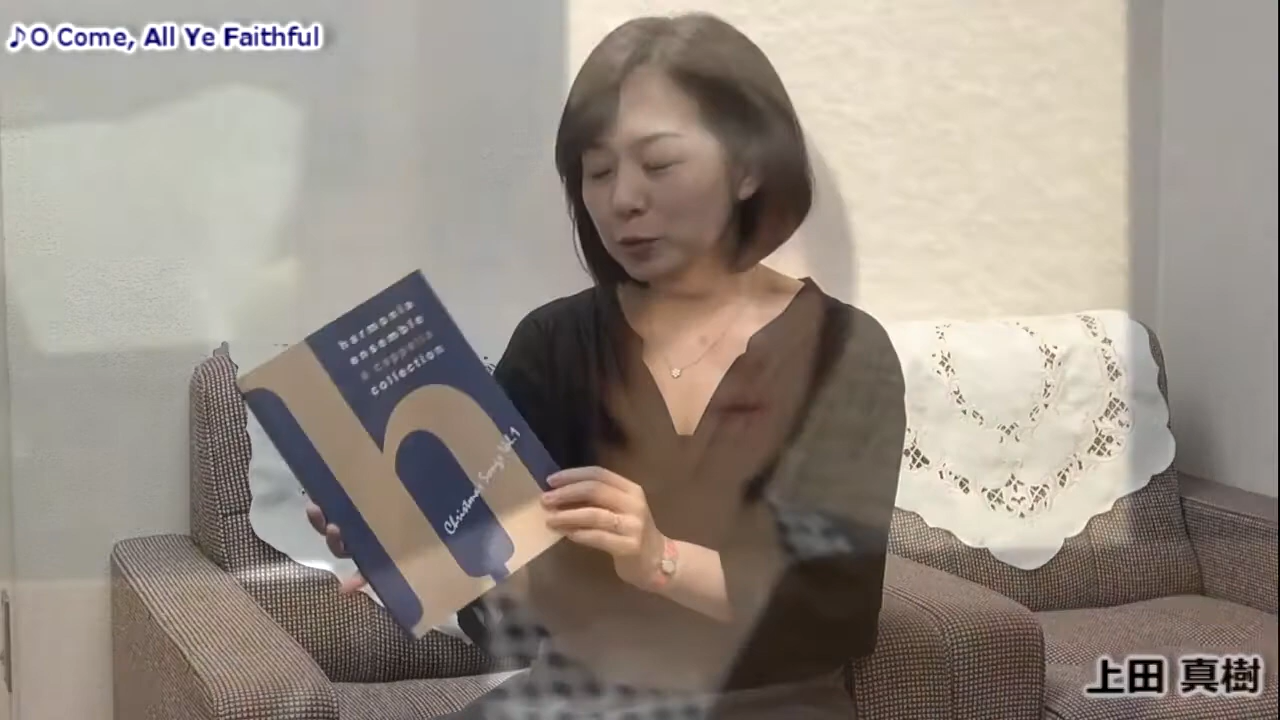 ♪O Come, All Ye Faithful
harmonia
ensemble
a cappella
collection
Christmas Songs Vol.1
上田 真樹